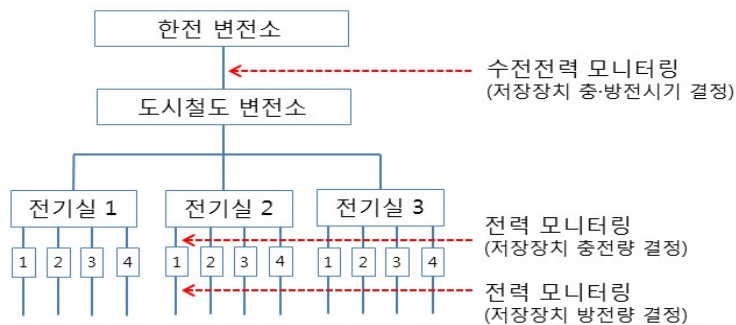 한전 변전소
수전전력 모니터링
(저장장치 충·방전시기 결정)
도시철도 변전소
전기실 1
전기실 2
전기실 3
전력 모니터링
(저장장치 충전량 결정)
1 2 3 4 1 2 3 4 1 2 3 4
전력 모니터링
(저장장치 방전량 결정)